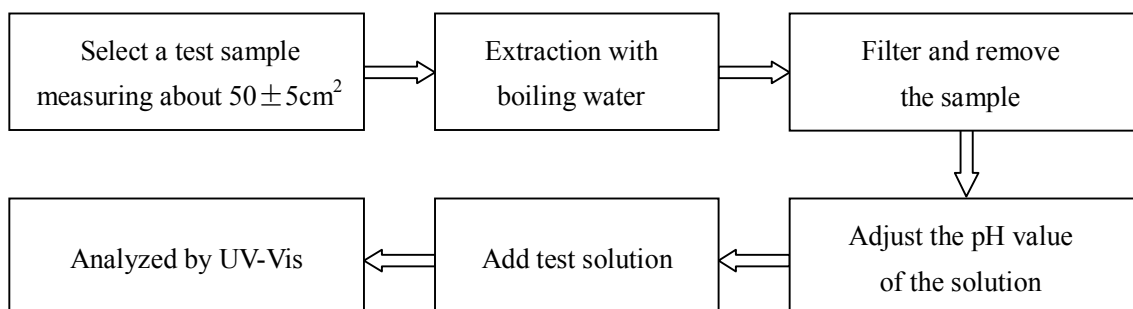 Select a test sample
measuring about 50±5cm²
Extraction with
boiling water
Filter and remove
the sample
Adjust the pH value
of the solution
Add test solution
Analyzed by UV-Vis